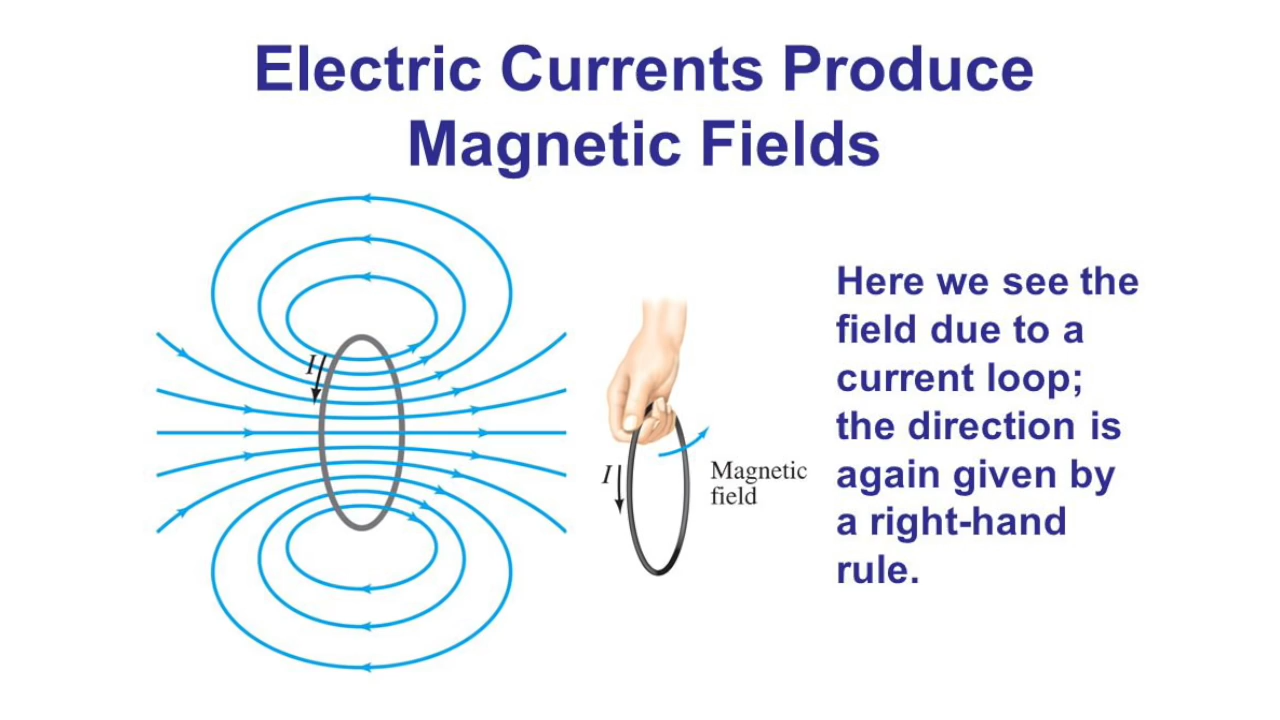 Electric Currents Produce
Magnetic Fields
I
I
Magnetic
field
Here we see the
field due to a
current loop;
the direction is
again given by
a right-hand
rule.